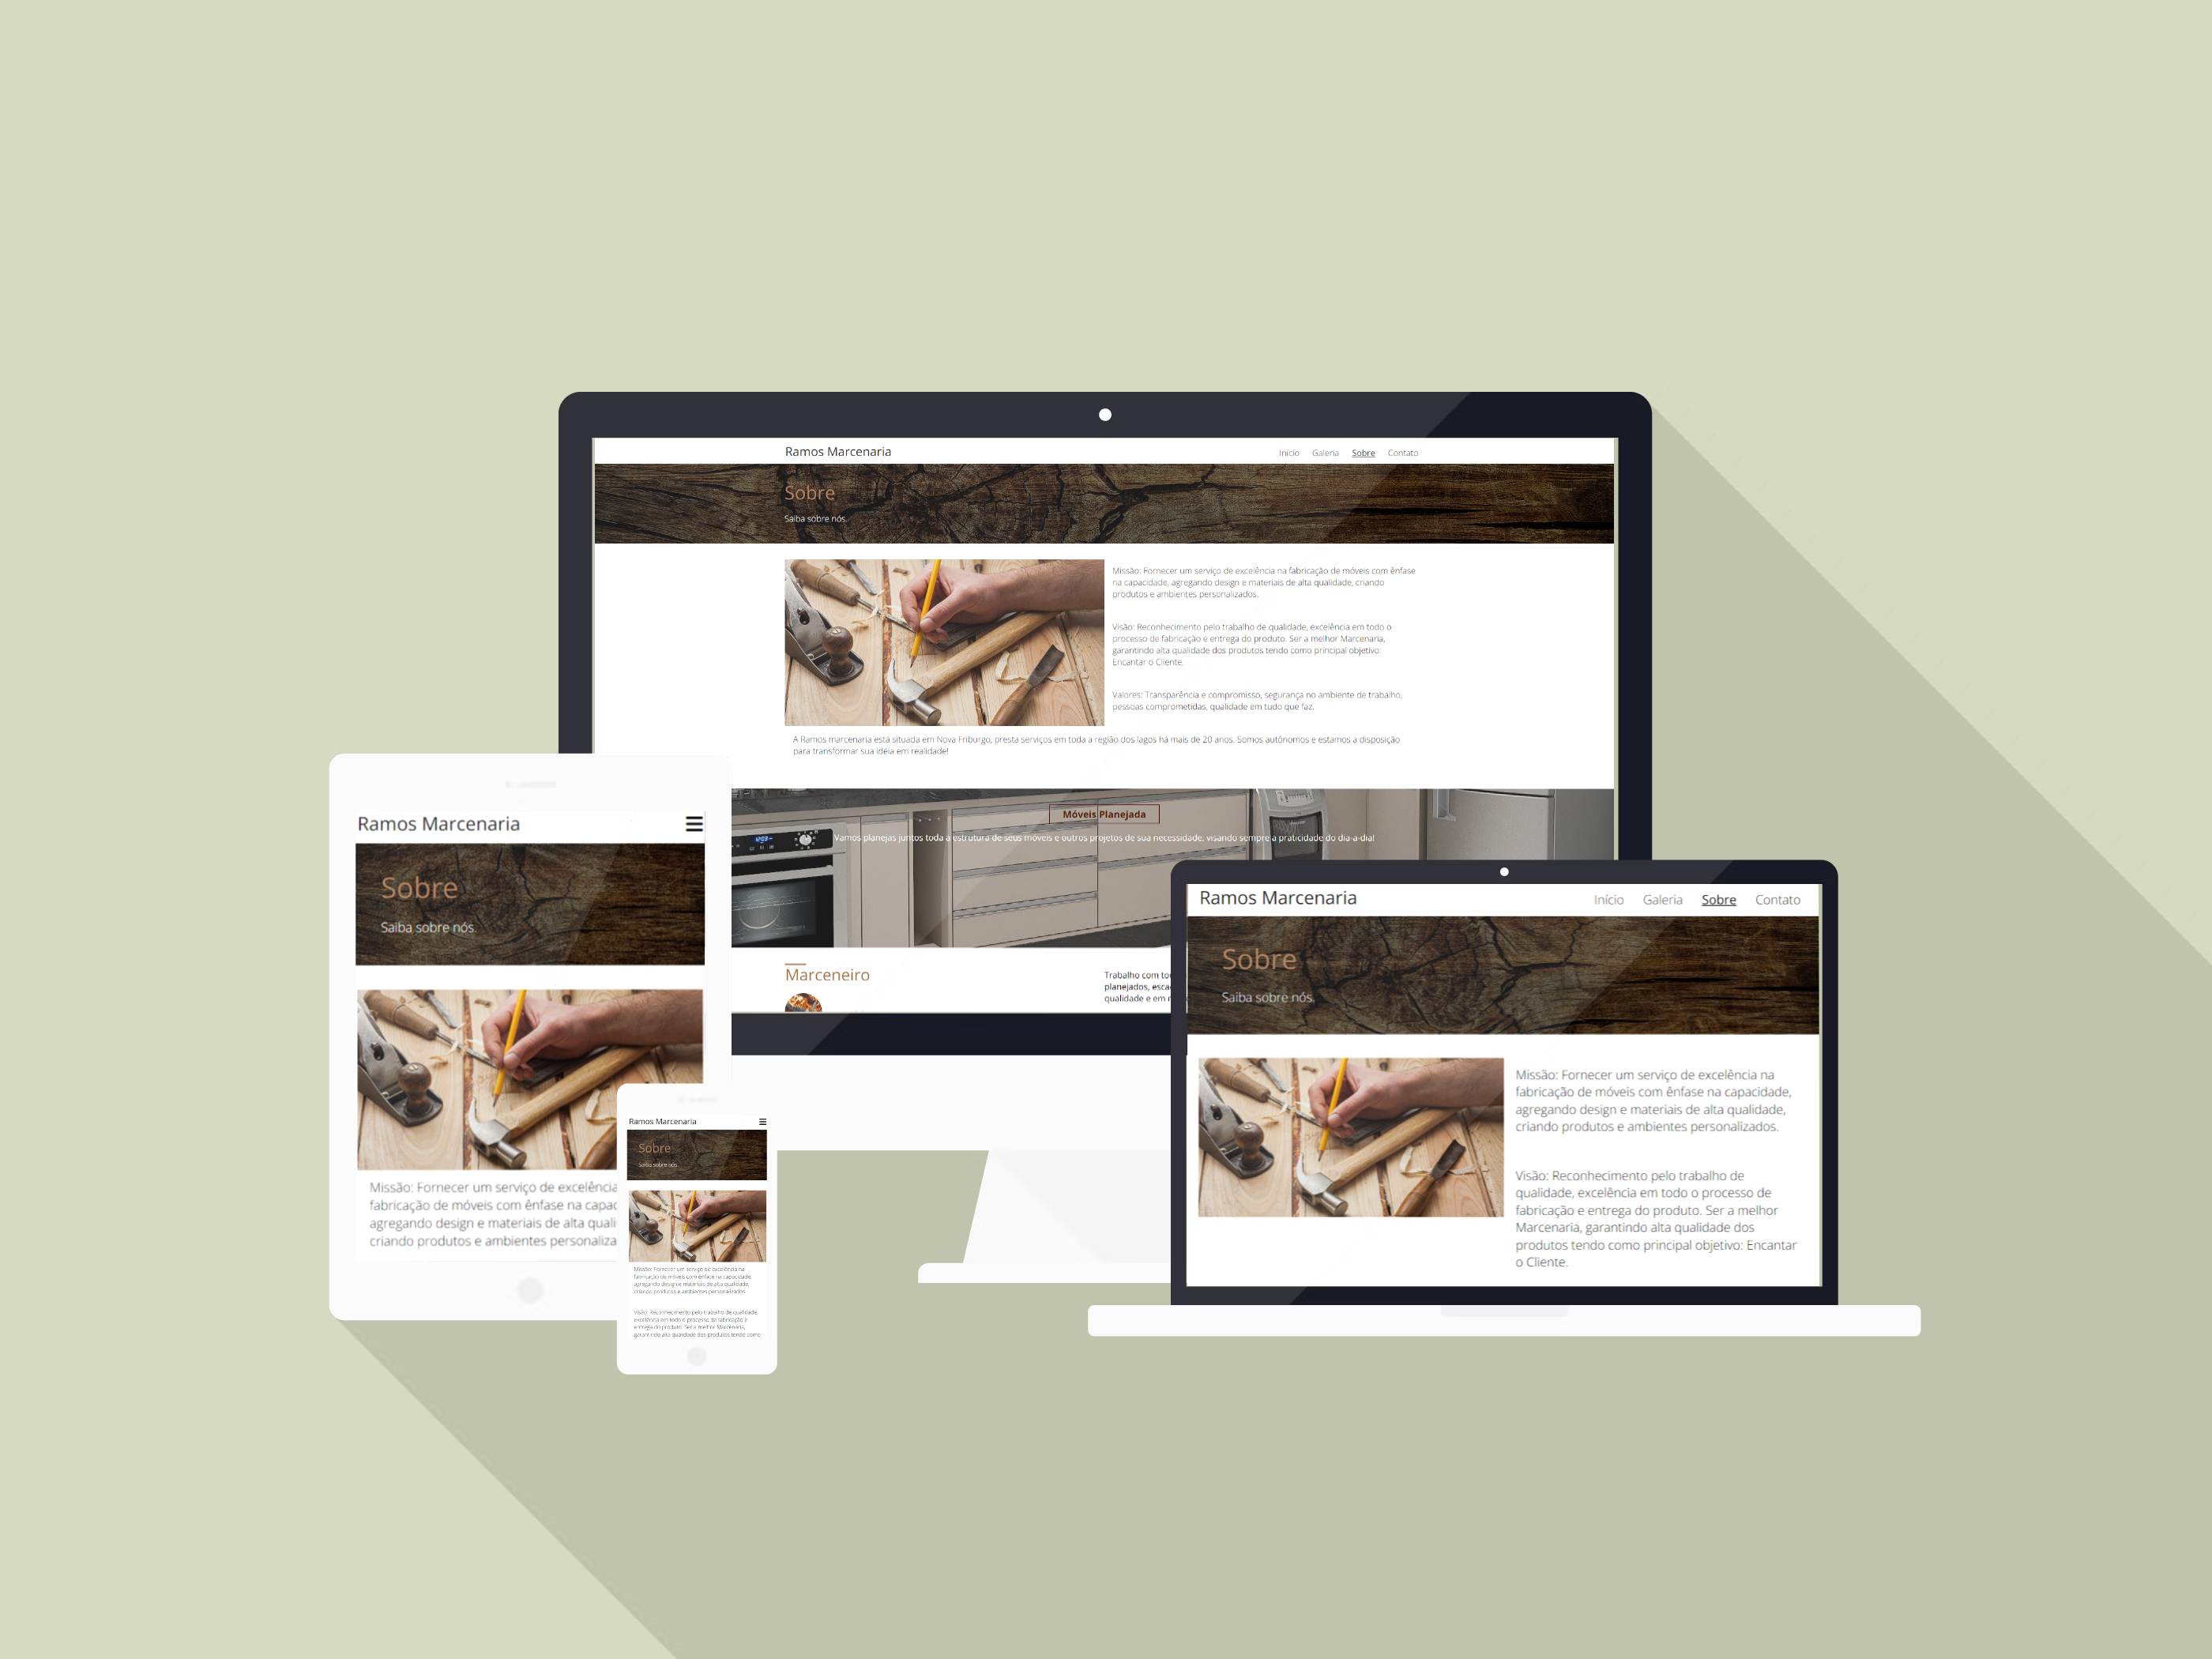 Ramos Marcenaria
Início Galeria Sobre Contato
Sobre
Saiba sobre nós.
Missão: Fornecer um serviço de excelência na fabricação de móveis com ênfase
na capacidade, agregando design e materiais de alta qualidade, criando
produtos e ambientes personalizados.
Visão: Reconhecimento pelo trabalho de qualidade, excelência em todo o
processo de fabricação e entrega do produto. Ser a melhor Marcenaria,
garantindo alta qualidade dos produtos tendo como principal objetivo:
Encantar o Cliente.
Valores: Transparência e compromisso, segurança no ambiente de trabalho,
pessoas comprometidas, qualidade em tudo que faz.
A Ramos marcenaria está situada em Nova Friburgo, presta serviços em toda a região dos lagos há mais de 20 anos. Somos autônomos e estamos a disposição
para transformar sua idéia em realidade!
Móveis Planejada
Vamos planejas juntos toda a estrutura de seus móveis e outros projetos de sua necessidade, visando sempre a praticidade do dia-a-dia!
Marceneiro
Trabalho com
planejados,
qualidade e em
Ramos Marcenaria
Sobre
Saiba sobre nós.
Missão: Fornecer um serviço de excelência
fabricação de móveis com ênfase na capac
agregando design e materiais de alta quali
criando produtos e ambientes personaliza
Ramos Marcenaria
Sobre
Saiba sobre nós.
Missão: Fornecer um serviço de excelência na
fabricação de móveis com ênfase na capacidade,
agregando design e materiais de alta qualidade,
criando produtos e ambientes personalizados.
Visão: Reconhecimento pelo trabalho de qualidade,
excelência em todo o processo de fabricação e
entrega do produto. Ser a melhor Marcenaria,
garantindo alta qualidade dos produtos tendo como
Ramos Marcenaria
Início Galeria Sobre Contato
Sobre
Saiba sobre nós.
Missão: Fornecer um serviço de excelência na
fabricação de móveis com ênfase na capacidade,
agregando design e materiais de alta qualidade,
criando produtos e ambientes personalizados.
Visão: Reconhecimento pelo trabalho de
qualidade, excelência em todo o processo de
fabricação e entrega do produto. Ser a melhor
Marcenaria, garantindo alta qualidade dos
produtos tendo como principal objetivo: Encantar
o Cliente.